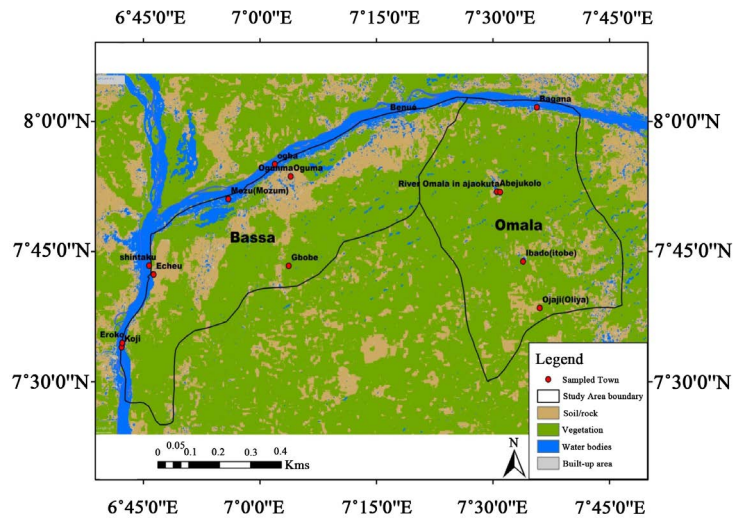 6°45'0"E 7°0'0"E 7°15'0"E 7°30'0"E 7°45'0"E
8°0'0"N 8°0'0"N
Bagana
Benue
ogba
OgummaOguma
River Omala in ajaokutaAbejukolo
Mozu(Mozum)
Omala
Bassa
7°45'0"N 7°45'0"N
shintaku
Echeu
Gbobe
Ibado(itobe)
Ojaji(Oliya)
Eroko
Koji
7°30'0"N 7°30'0"N
Legend
Sampled Town
Study Area boundary
Soil/rock
Vegetation
Water bodies
Built-up area
0 0.05 0.1 0.2 0.3 0.4
Kms
N
6°45'0"E 7°0'0"E 7°15'0"E 7°30'0"E 7°45'0"E